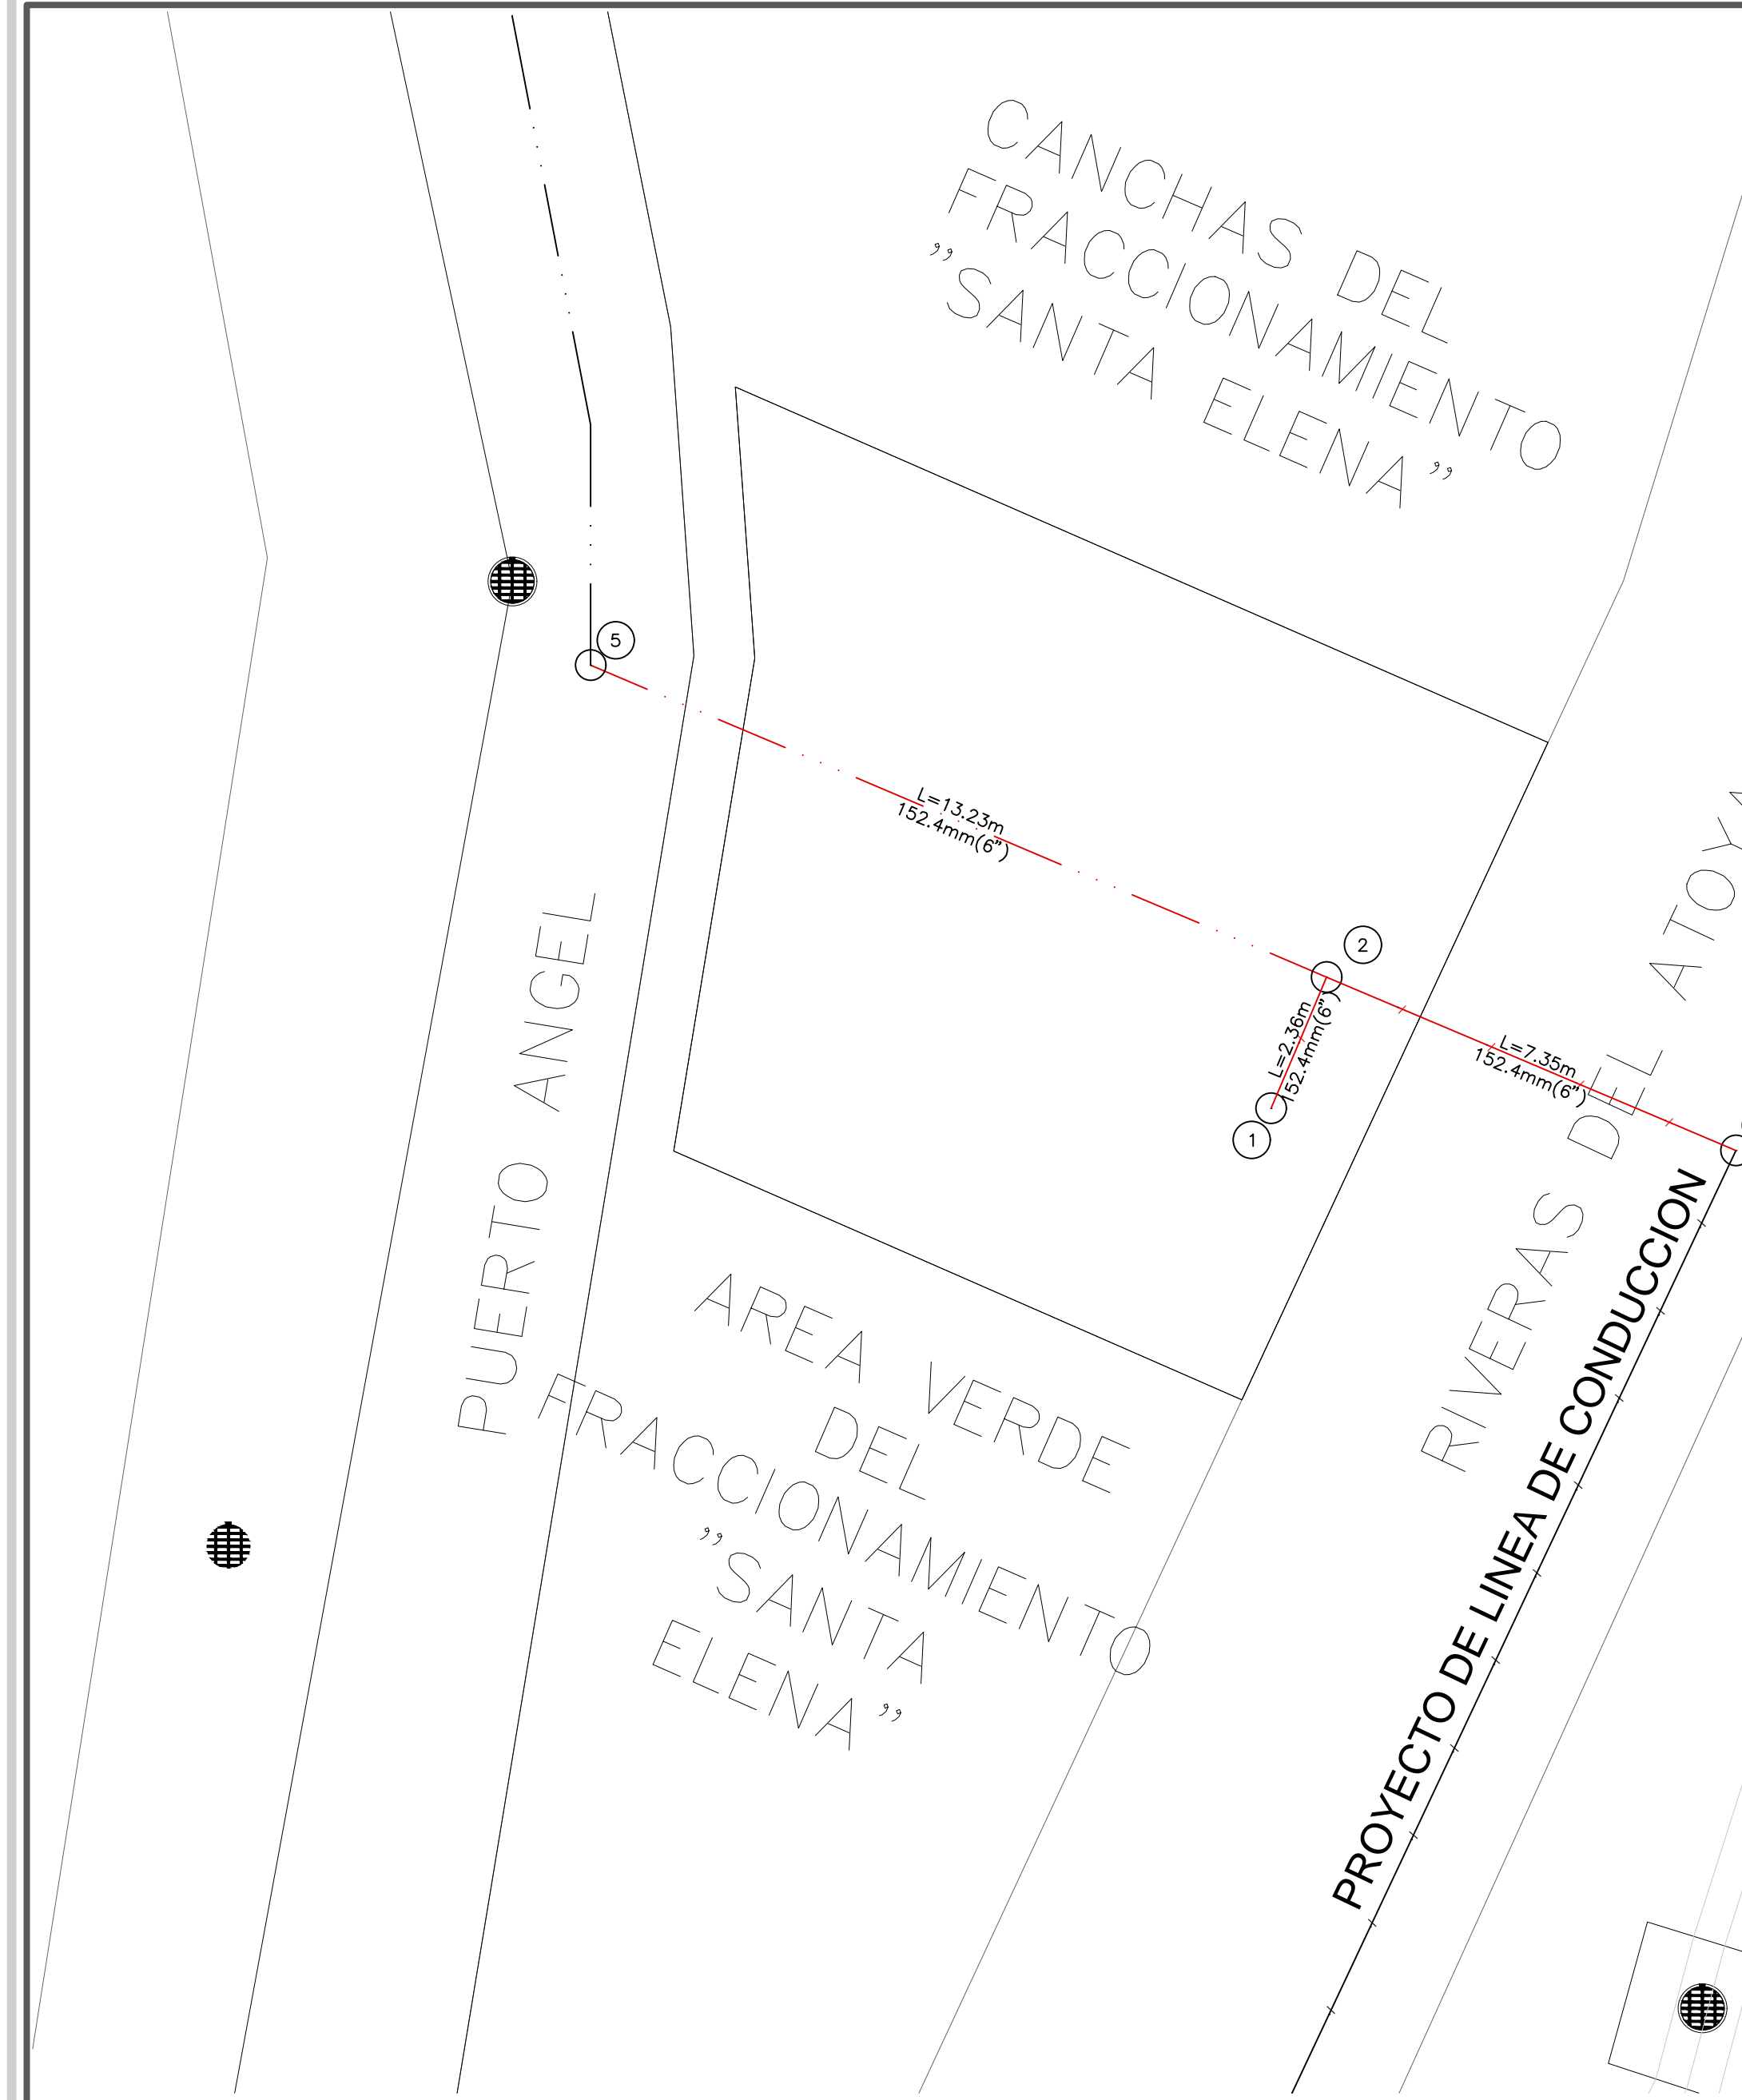 CANCHAS DEL
FRACCIONAMIENTO
”SANTA ELENA”
5
L=13.23m
152.4mm(6”)
2
L=2.36m
152.4mm(6”)
1
L=7.35m
152.4mm(6”)
PUERTO ANGEL
RIVERAS DEL
PROYECTO DE LINEA DE CONDUCCION
AREA VERDE
DEL
FRACCIONAMIENTO
”SANTA
ELENA”